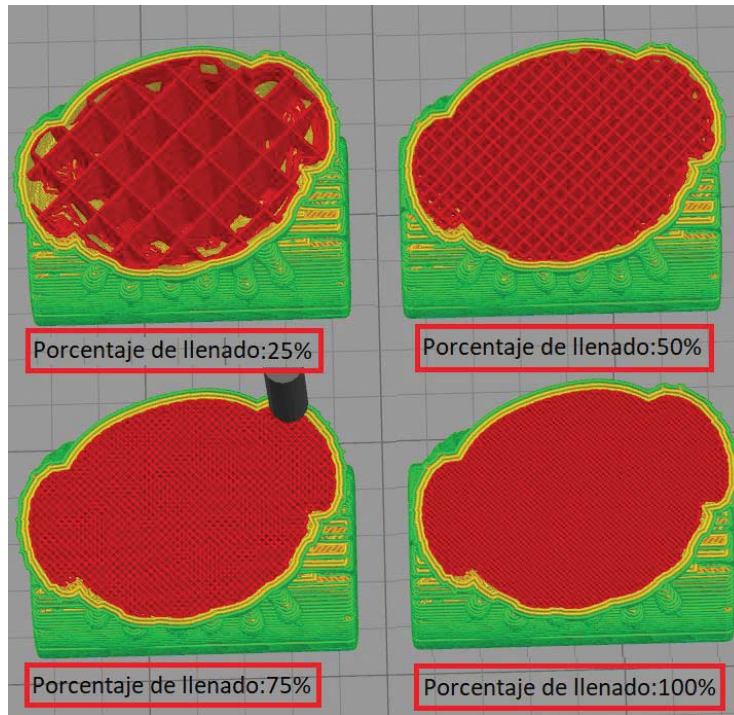 Porcentaje de llenado:25%
Porcentaje de llenado:50%
Porcentaje de llenado:75%
Porcentaje de llenado:100%